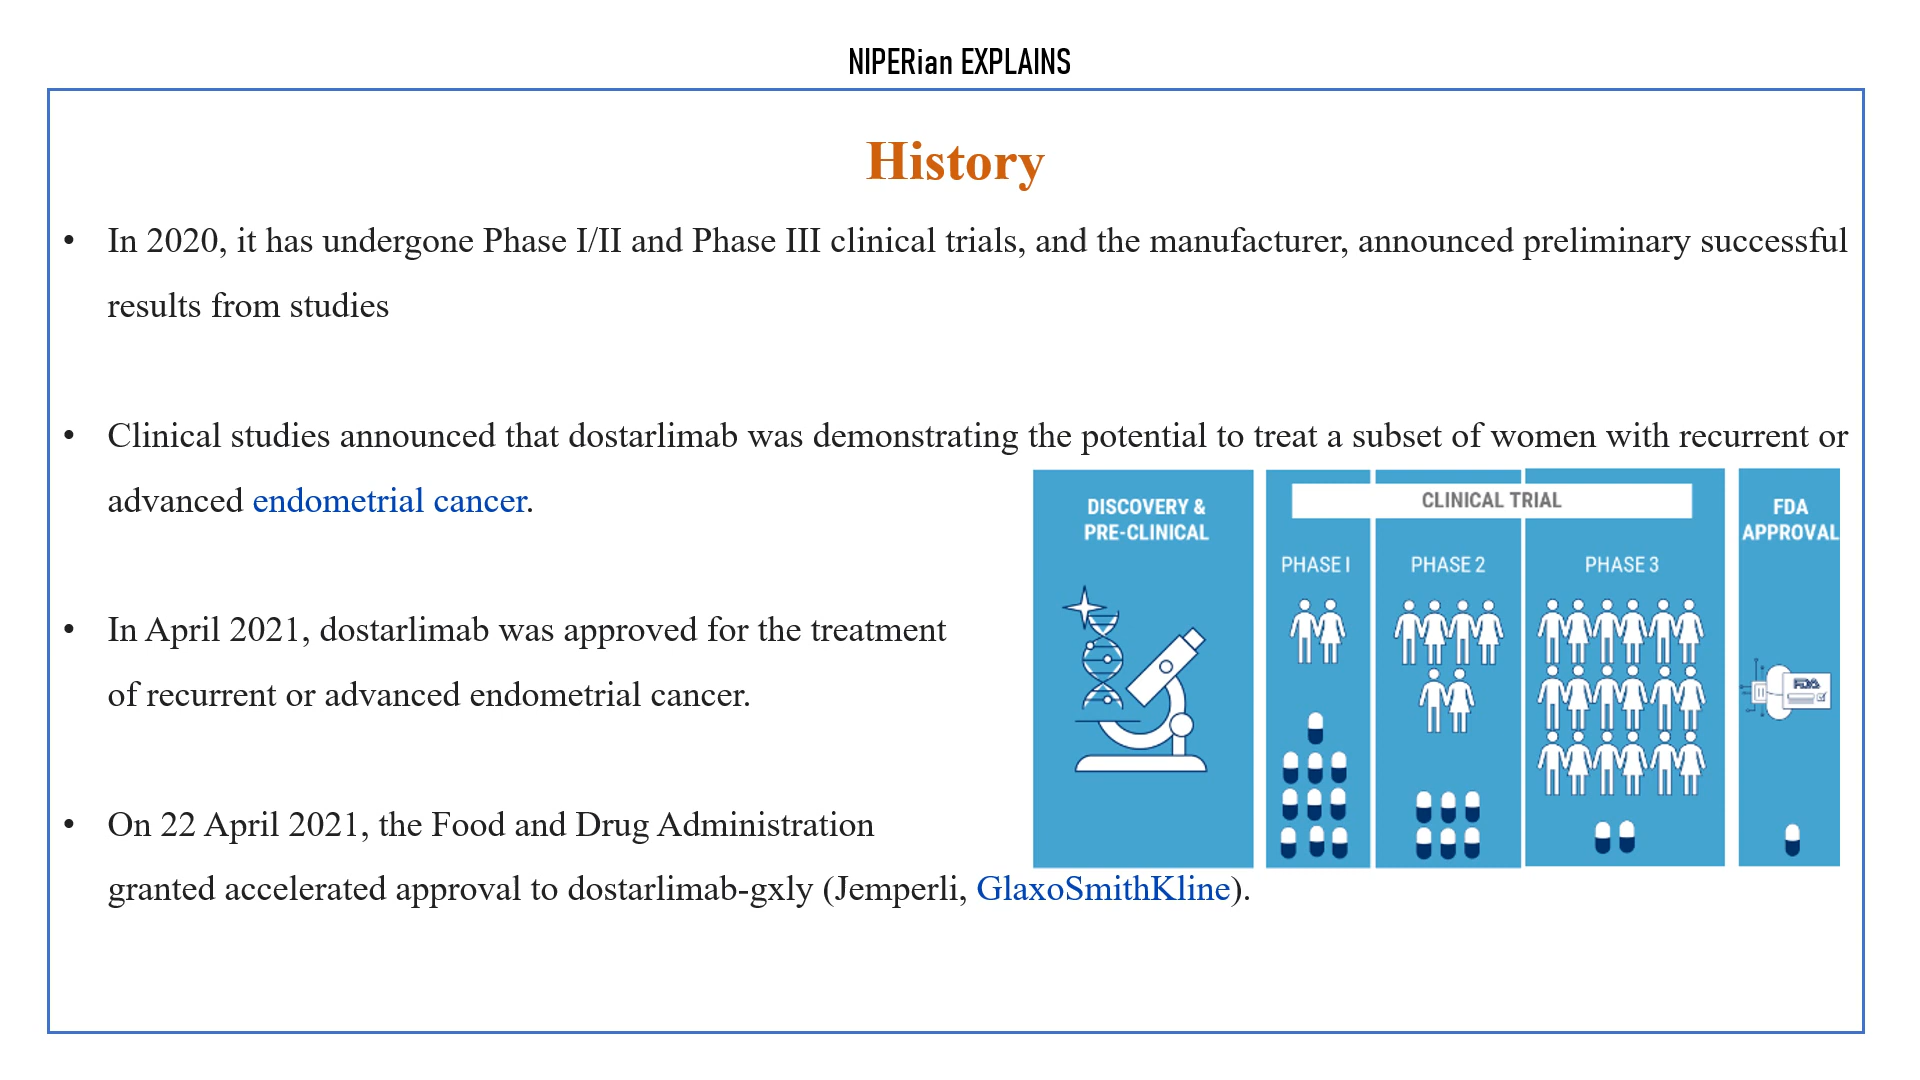 NIPERian EXPLAINS
History
• In 2020, it has undergone Phase I/II and Phase III clinical trials, and the manufacturer, announced preliminary successful
results from studies
• Clinical studies announced that dostarlimab was demonstrating the potential to treat a subset of women with recurrent or
advanced endometrial cancer.
• In April 2021, dostarlimab was approved for the treatment
of recurrent or advanced endometrial cancer.
• On 22 April 2021, the Food and Drug Administration
granted accelerated approval to dostarlimab-gxly (Jemperli, GlaxoSmithKline).
DISCOVERY &
PRE-CLINICAL
CLINICAL TRIAL
PHASE I
PHASE 2
PHASE 3
FDA
APPROVAL
FDA